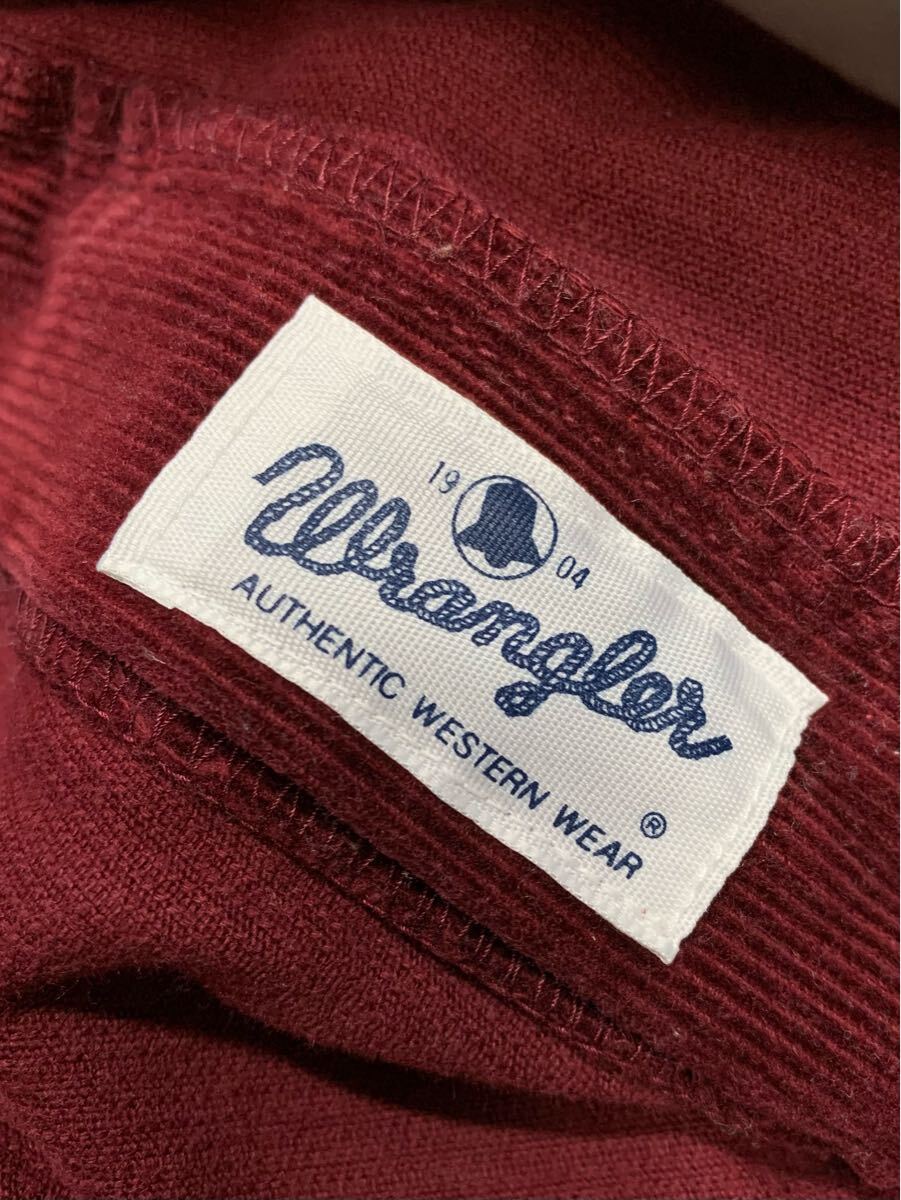 19 04
Wrangler
AUTHENTIC WESTERN WEAR
®